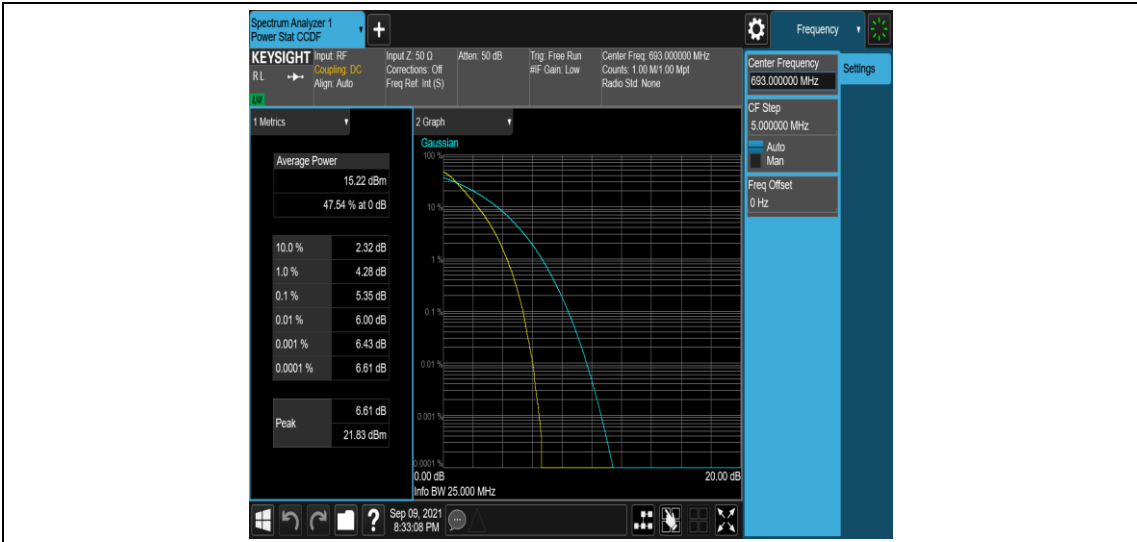 Spectrum Analyzer 1
Power Stat CCDF
Frequency
KEYSIGHT
R L
LXI
Input: RF
Coupling: DC
Align: Auto
Input Z: 50 Ω
Corrections: Off
Freq Ref: Int (S)
Atten: 50 dB
Trig: Free Run
#IF Gain: Low
Center Freq: 693.000000 MHz
Counts: 1.00 M/1.00 Mpt
Radio Std: None
Center Frequency
693.000000 MHz
Settings
CF Step
5.000000 MHz
Auto
Man
Freq Offset
0 Hz
1 Metrics
Average Power
15.22 dBm
47.54 % at 0 dB
10.0 % 2.32 dB
1.0 % 4.28 dB
0.1 % 5.35 dB
0.01 % 6.00 dB
0.001 % 6.43 dB
0.0001 % 6.61 dB
Peak
6.61 dB
21.83 dBm
2 Graph
Gaussian
100 %
10 %
1 %
0.1 %
0.01 %
0.001 %
0.0001 %
0.00 dB 20.00 dB
Info BW 25.000 MHz
?
Sep 09, 2021
8:33:08 PM